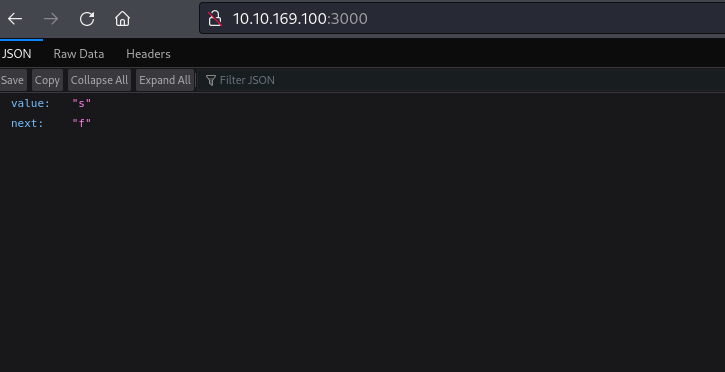 10.10.169.100:3000
JSON Raw Data Headers
Save Copy Collapse All Expand All Filter JSON
value: "s"
next: "f"